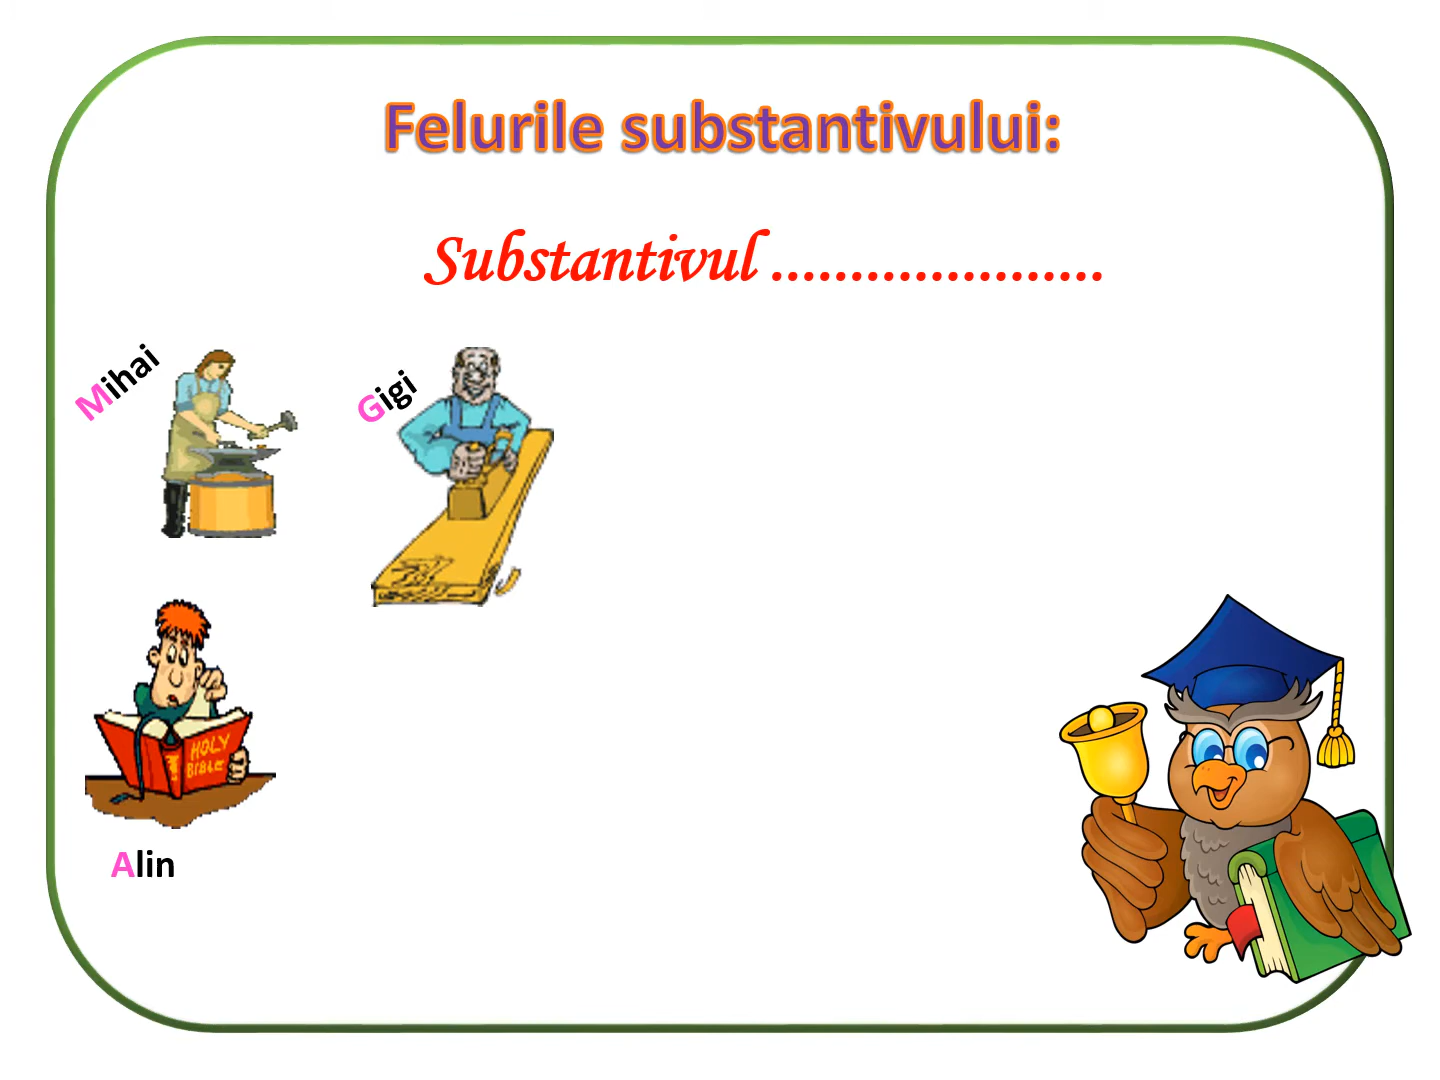 Felurile substantivului:
Substantivul .....................
Mihai
Gigi
HOLY
BIBLE
Alin